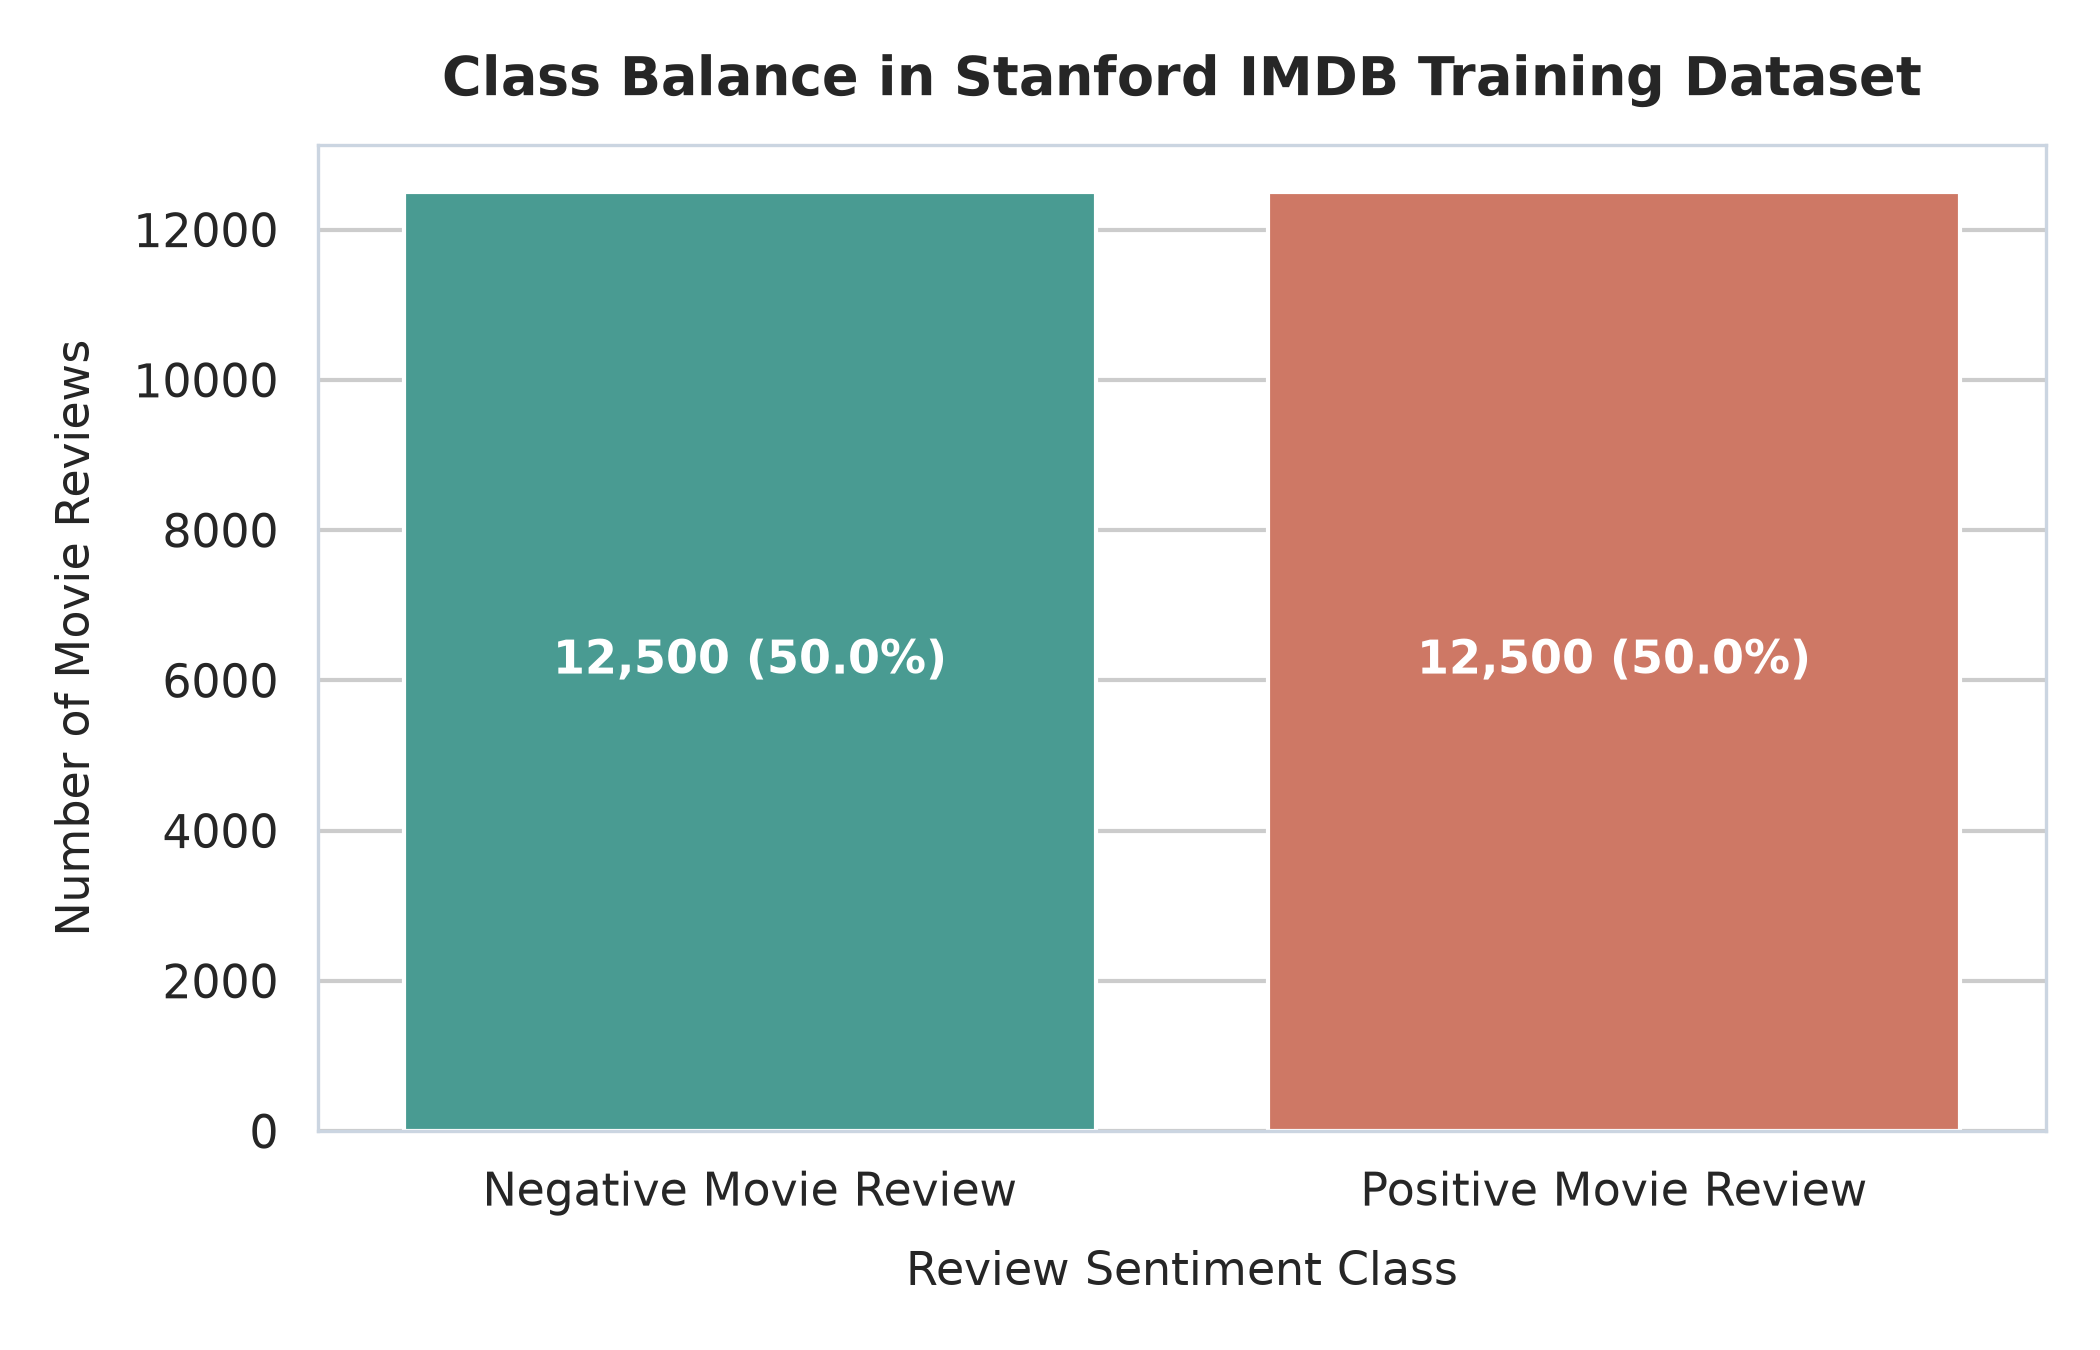 Class Balance in Stanford IMDB Training Dataset
Number of Movie Reviews
12000
10000
8000
6000
4000
2000
0
12,500 (50.0%)
12,500 (50.0%)
Negative Movie Review
Positive Movie Review
Review Sentiment Class